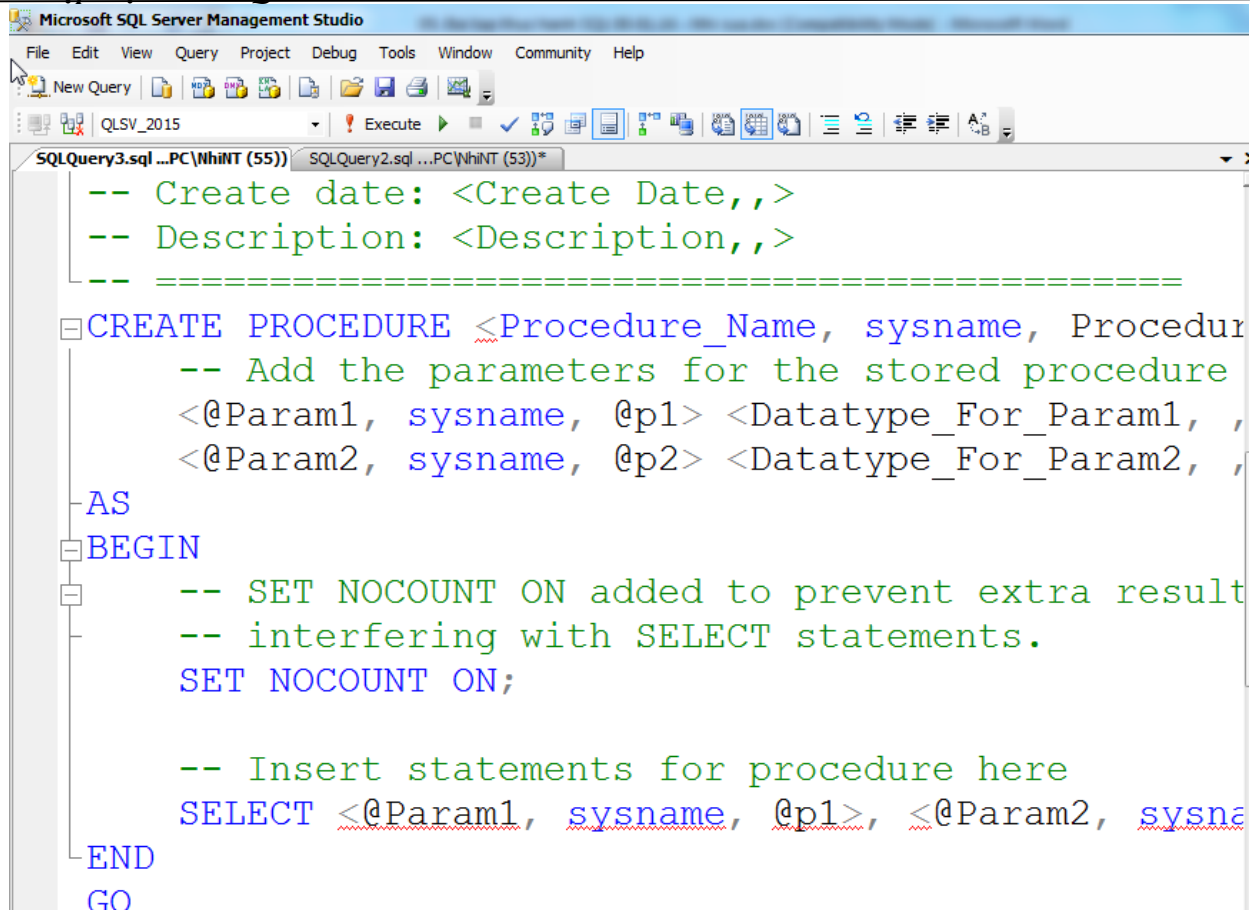 Microsoft SQL Server Management Studio
File Edit View Query Project Debug Tools Window Community Help
New Query
QLSV_2015 Execute
SQLQuery3.sql ...PC\NhiNT (55)) SQLQuery2.sql ...PC\NhiNT (53))*
-- Create date: <Create Date,,>
-- Description: <Description,,>
-- =============================================
CREATE PROCEDURE <Procedure_Name, sysname, Procedur
-- Add the parameters for the stored procedure
<@Param1, sysname, @p1> <Datatype_For_Param1, ,
<@Param2, sysname, @p2> <Datatype_For_Param2, ,
AS
BEGIN
-- SET NOCOUNT ON added to prevent extra result
-- interfering with SELECT statements.
SET NOCOUNT ON;
-- Insert statements for procedure here
SELECT <@Param1, sysname, @p1>, <@Param2, sysna
END
GO